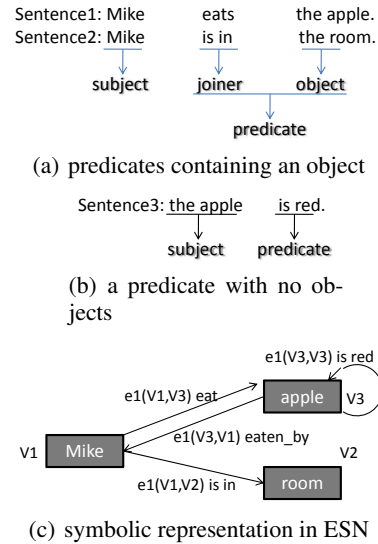 Sentence1: Mike eats the apple.
Sentence2: Mike is in the room.
subject joiner object
predicate
(a) predicates containing an object
Sentence3: the apple is red.
subject predicate
(b) a predicate with no ob-
jects
e1(V3,V3) is red
e1(V1,V3) eat
apple V3
V1 Mike
e1(V3,V1) eaten_by
V2
e1(V1,V2) is in
room
(c) symbolic representation in ESN